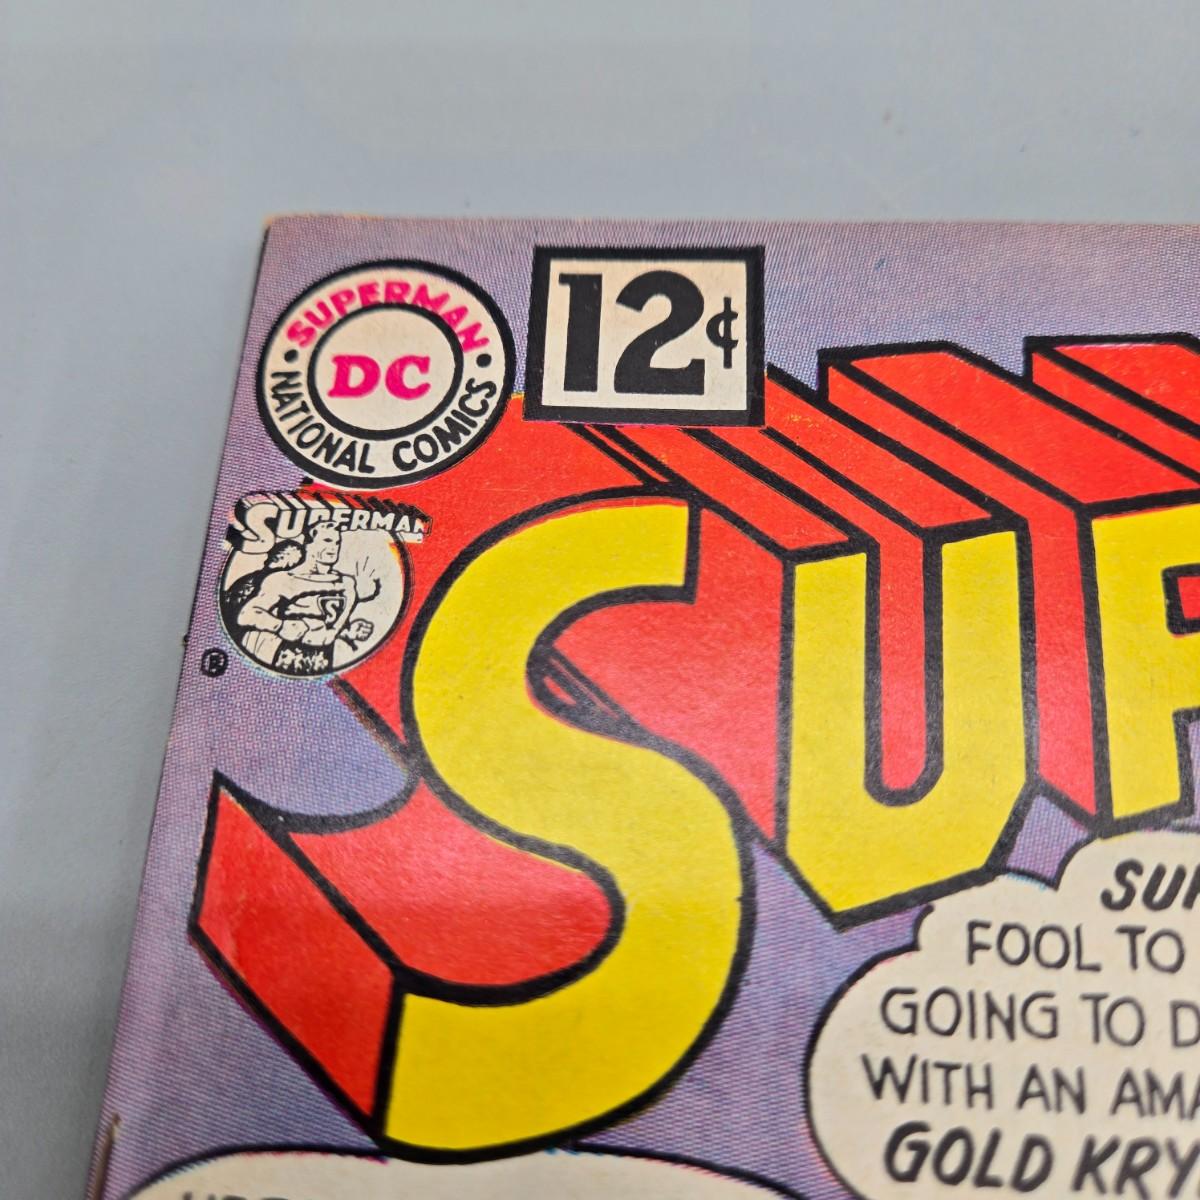 SUPERMAN
DC
NATIONAL COMICS
12¢
SUPERMAN
®
SUP
FOOL TO
GOING TO D
WITH AN AMA
GOLD KRY